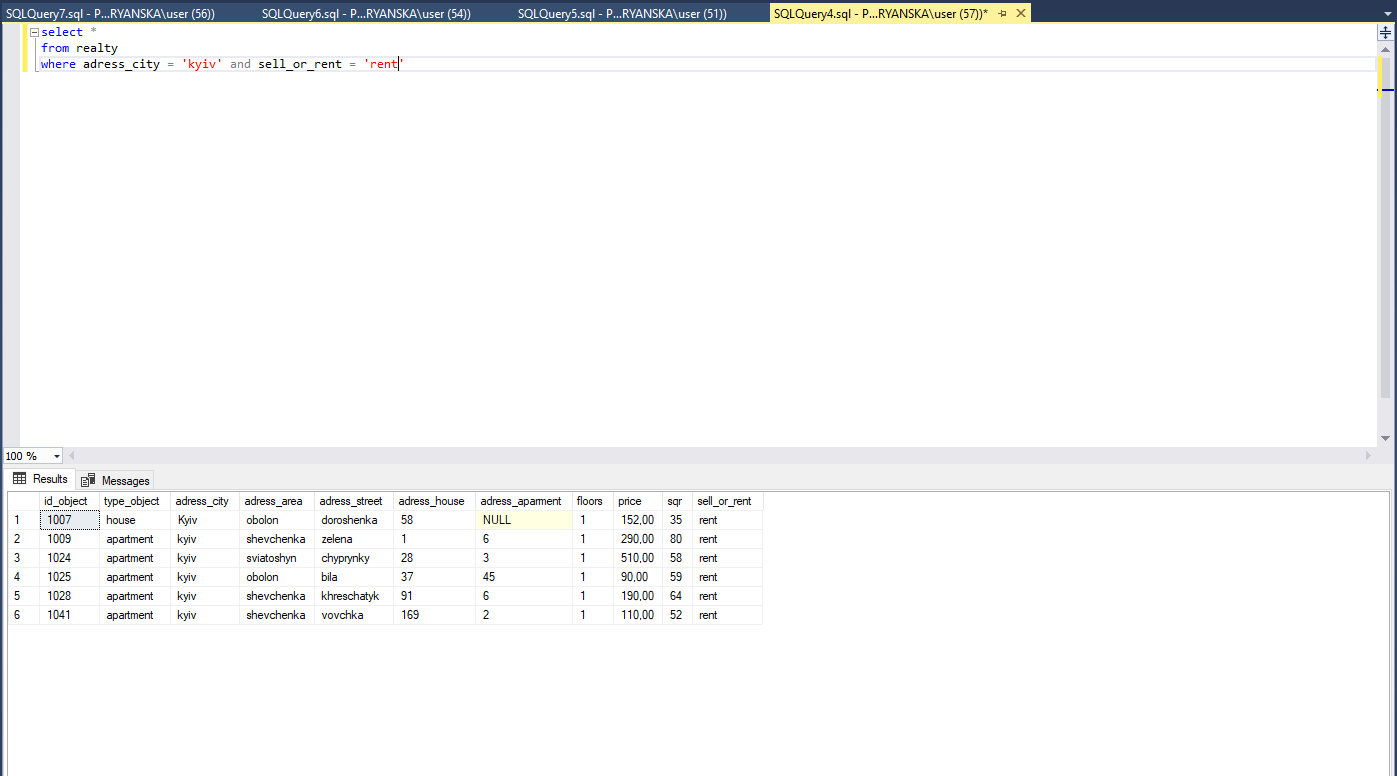 SQLQuery7.sql - P...RYANSKA\user (56)) SQLQuery6.sql - P...RYANSKA\user (54)) SQLQuery5.sql - P...RYANSKA\user (51)) SQLQuery4.sql - P...RYANSKA\user (57))*
select *
from realty
where adress_city = 'kyiv' and sell_or_rent = 'rent'
100 %
Results Messages
id_object type_object adress_city adress_area adress_street adress_house adress_aparment floors price sqr sell_or_rent
1 1007 house Kyiv obolon doroshenka 58 NULL 1 152,00 35 rent
2 1009 apartment kyiv shevchenka zelena 1 6 1 290,00 80 rent
3 1024 apartment kyiv sviatoshyn chyprynky 28 3 1 510,00 58 rent
4 1025 apartment kyiv obolon bila 37 45 1 90,00 59 rent
5 1028 apartment kyiv shevchenka khreschatyk 91 6 1 190,00 64 rent
6 1041 apartment kyiv shevchenka vovchka 169 2 1 110,00 52 rent